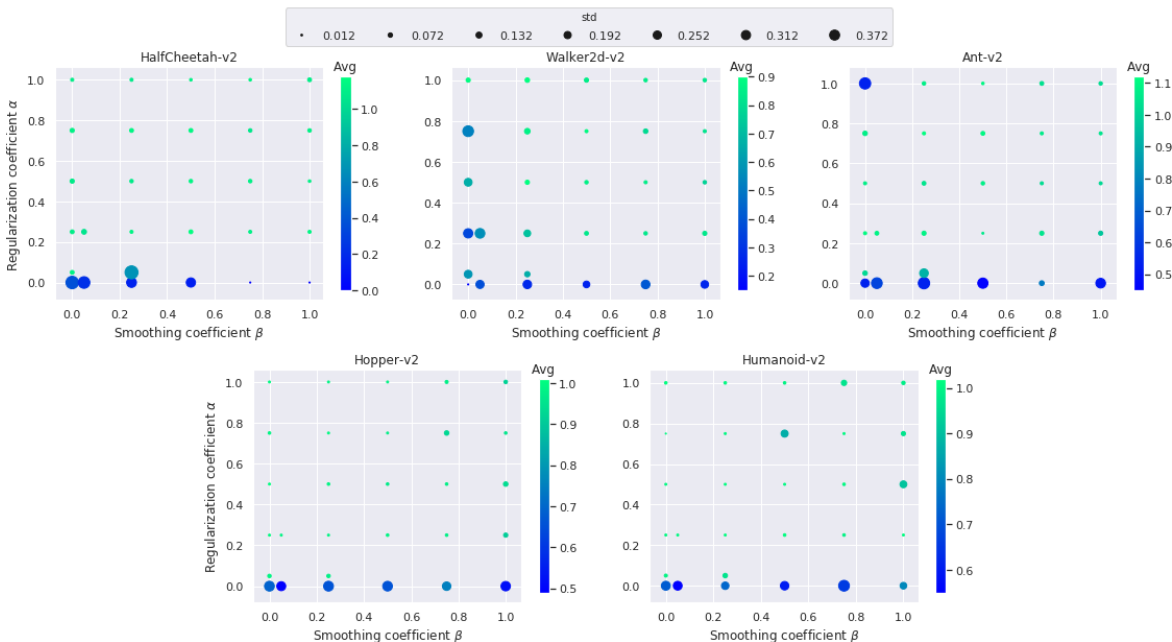 std
0.012 0.072 0.132 0.192 0.252 0.312 0.372
HalfCheetah-v2 Walker2d-v2 Ant-v2
Avg Avg Avg
Regularization coefficient α
1.0 0.8 0.6 0.4 0.2 0.0
1.0 0.8 0.6 0.4 0.2 0.0
1.0 0.8 0.6 0.4 0.2 0.0
0.9 0.8 0.7 0.6 0.5 0.4 0.3 0.2
1.0 0.8 0.6 0.4 0.2 0.0
1.1 1.0 0.9 0.8 0.7 0.6 0.5
0.0 0.2 0.4 0.6 0.8 1.0 0.0 0.2 0.4 0.6 0.8 1.0 0.0 0.2 0.4 0.6 0.8 1.0
Smoothing coefficient β Smoothing coefficient β Smoothing coefficient β
Hopper-v2 Humanoid-v2
Avg Avg
Regularization coefficient α
1.0 0.8 0.6 0.4 0.2 0.0
1.0 0.9 0.8 0.7 0.6 0.5
1.0 0.8 0.6 0.4 0.2 0.0
1.0 0.9 0.8 0.7 0.6
0.0 0.2 0.4 0.6 0.8 1.0 0.0 0.2 0.4 0.6 0.8 1.0
Smoothing coefficient β Smoothing coefficient β